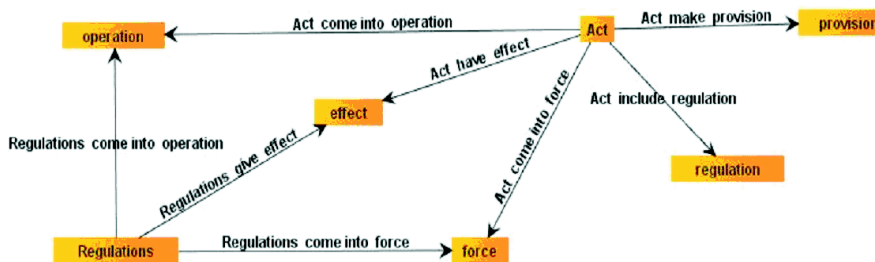 Act come into operation
Act make provision
operation
Act
provision
Act have effect
Act include regulation
effect
Act come into force
Regulations come into operation
Regulations give effect
regulation
Regulations
Regulations come into force
force